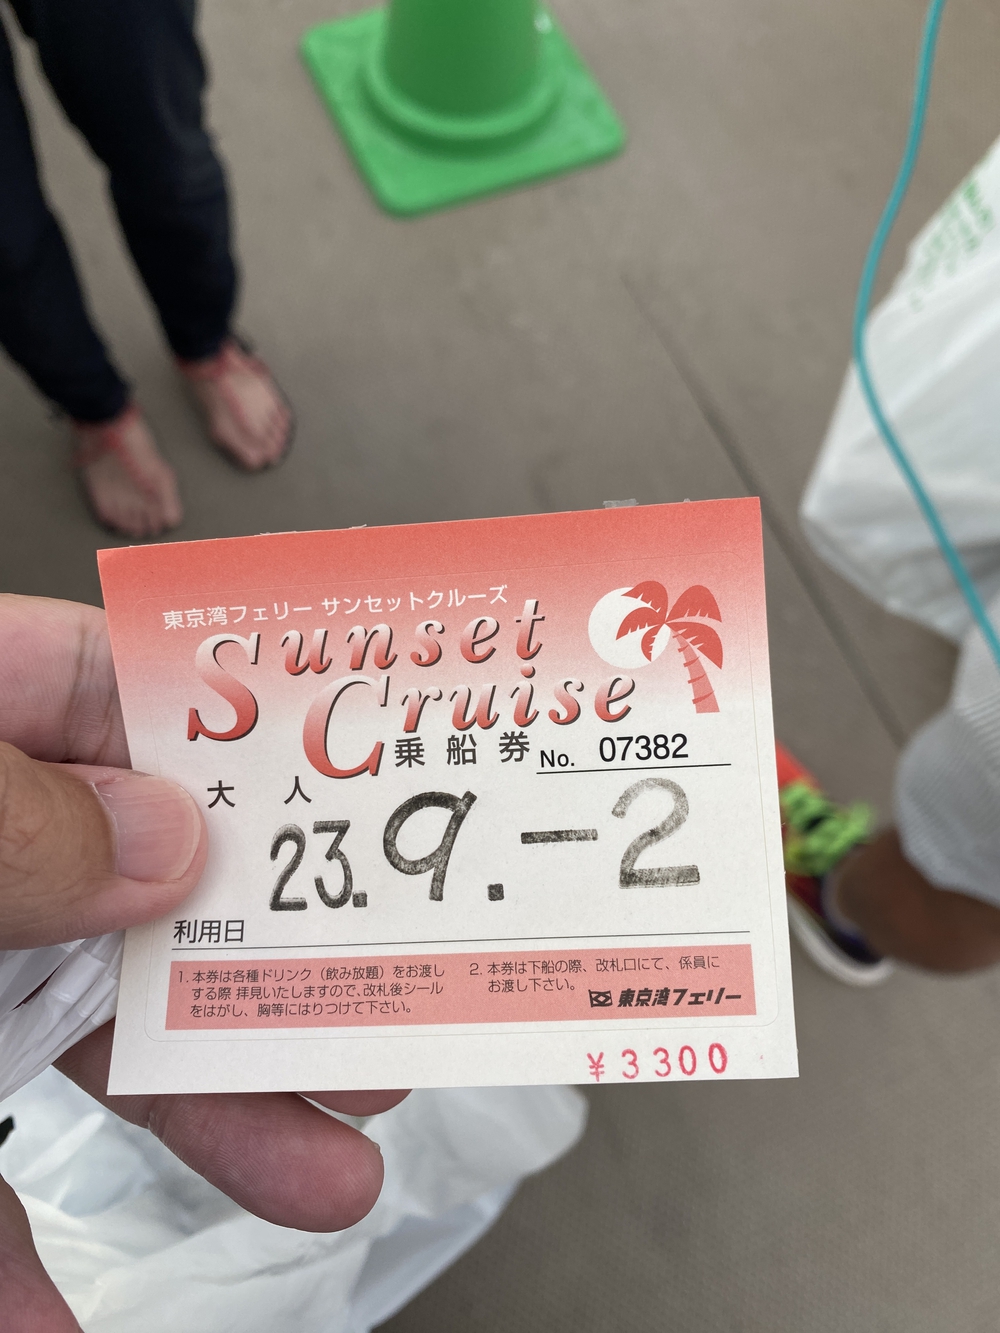 東京湾フェリー サンセットクルーズ
Sunset
Cruise
乗船券 No. 07382
大人
23.9.-2
利用日
1. 本券は各種ドリンク（飲み放題）をお渡し
する際 拝見いたしますので、改札後シール
をはがし、胸等にはりつけて下さい。
2. 本券は下船の際、改札口にて、係員に
お渡し下さい。
東京湾フェリー
¥3300